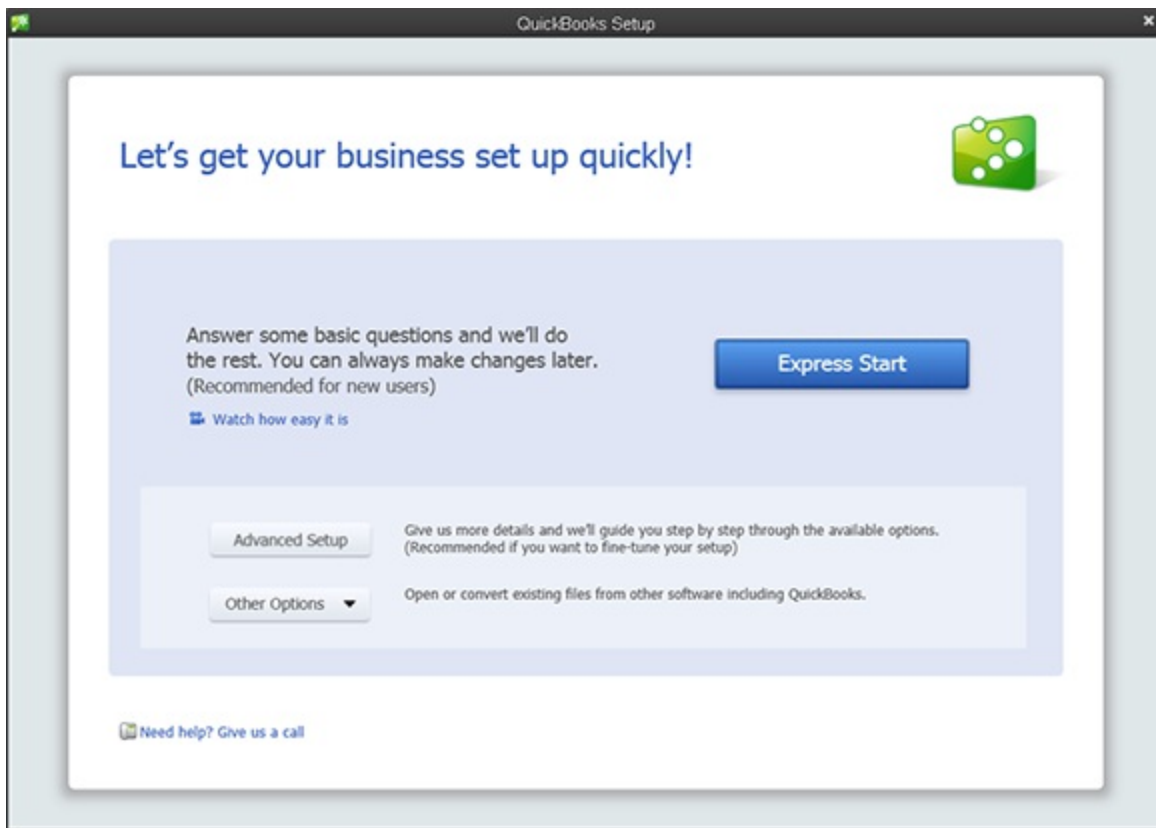 QuickBooks Setup
Let's get your business set up quickly!
Answer some basic questions and we'll do
the rest. You can always make changes later.
(Recommended for new users)
Watch how easy it is
Express Start
Advanced Setup
Give us more details and we'll guide you step by step through the available options.
(Recommended if you want to fine-tune your setup)
Other Options
Open or convert existing files from other software including QuickBooks.
Need help? Give us a call